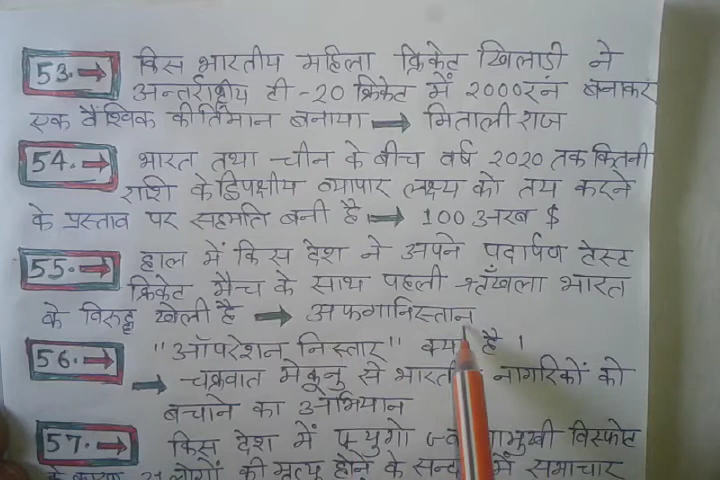 53. → किस भारतीय महिला क्रिकेट खिलाडी ने
अन्तर्राष्ट्रीय टी-20 क्रिकेट में 2000 रन बनाकर
एक वैश्विक कीर्तिमान बनाया → मिताली राज
54. → भारत तथा चीन के बीच वर्ष 2020 तक कितनी
राशि के द्विपक्षीय व्यापार लक्ष्य को तय करने
के प्रस्ताव पर सहमति बनी है → 100 अरब $
55. → हाल में किस देश ने अपने पदार्पण टेस्ट
क्रिकेट मैच के साथ पहली श्रृँखला भारत
के विरुद्ध खेली है → अफगानिस्तान
56. → "ऑपरेशन निस्तार" क्या है ।
→ चक्रवात मेकूनु से नागरिकों को
बचाने का अभियान
57. → किस देश में विस्फोट
के कारण लोगों की मृत्यू होने के में समाचार